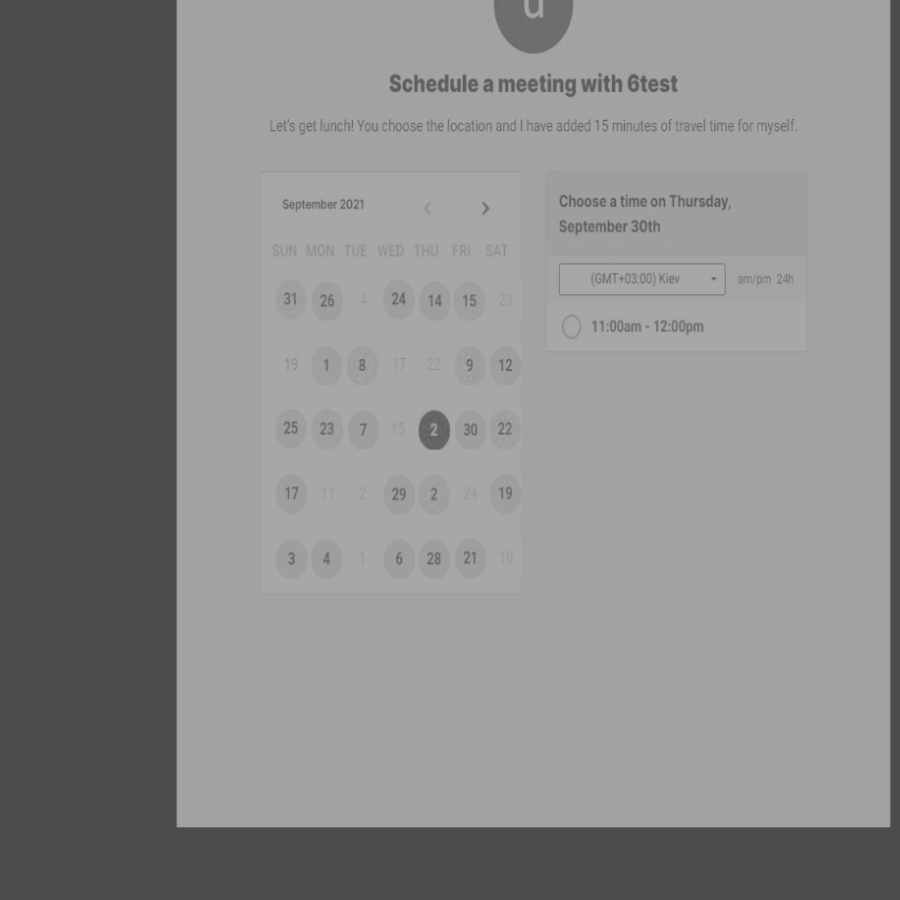 u
Schedule a meeting with 6test
Let's get lunch! You choose the location and I have added 15 minutes of travel time for myself.
September 2021
SUN MON TUE WED THU FRI SAT
31 26 4 24 14 15 23
19 1 8 17 22 9 12
25 23 7 15 2 30 22
17 11 2 29 2 24 19
3 4 1 6 28 21 10
Choose a time on Thursday,
September 30th
(GMT+03:00) Kiev am/pm 24h
11:00am - 12:00pm